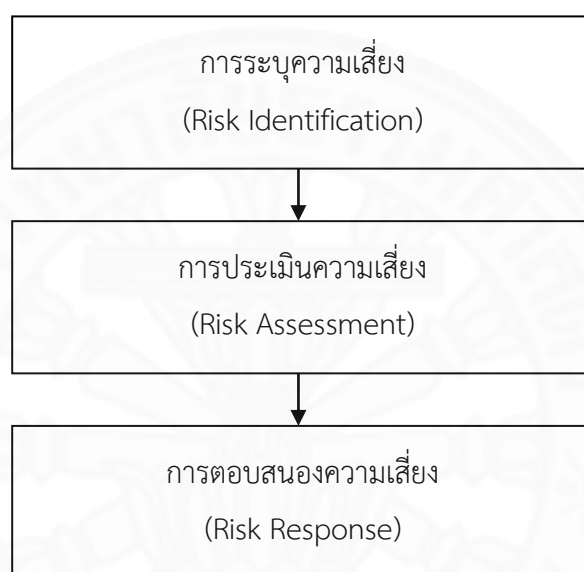 การระบุความเสี่ยง
(Risk Identification)
การประเมินความเสี่ยง
(Risk Assessment)
การตอบสนองความเสี่ยง
(Risk Response)